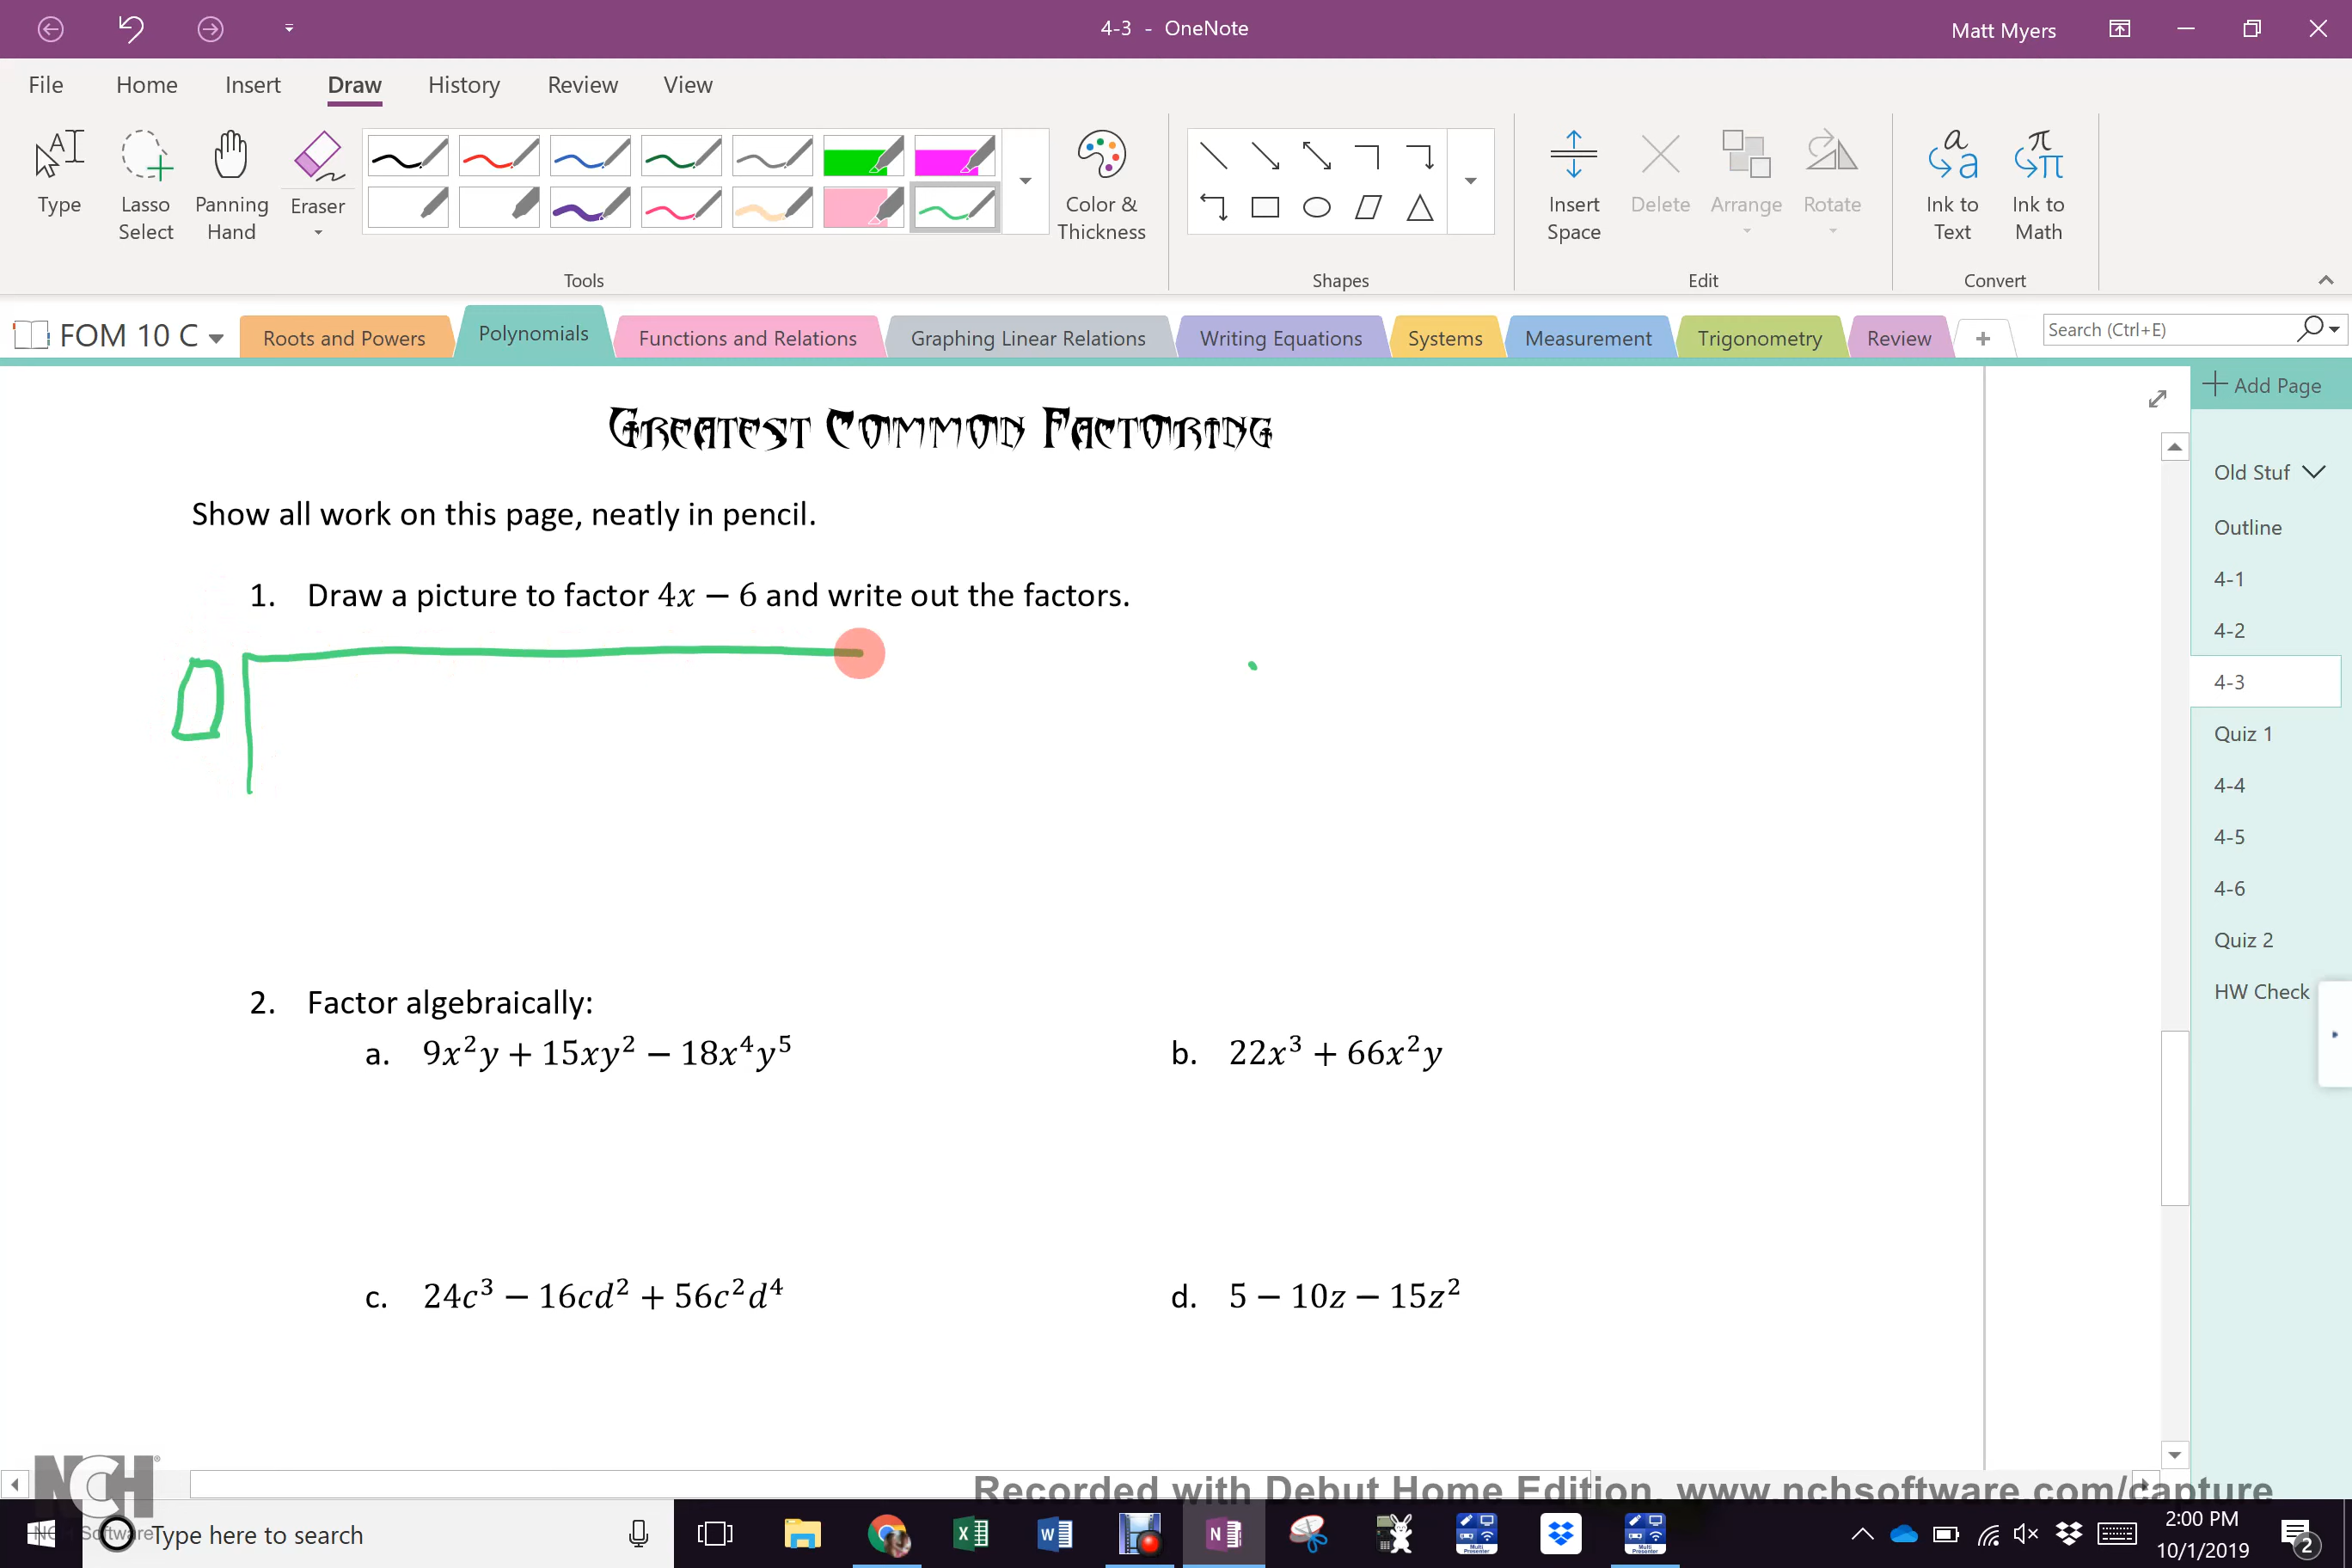 4-3 - OneNote
Matt Myers
File Home Insert Draw History Review View
Type
Lasso Select
Panning Hand
Eraser
Color & Thickness
Insert Space
Delete
Arrange
Rotate
Ink to Text
Ink to Math
Tools Shapes Edit Convert
FOM 10 C
Roots and Powers
Polynomials
Functions and Relations
Graphing Linear Relations
Writing Equations
Systems
Measurement
Trigonometry
Review
Search (Ctrl+E)
Add Page
Old Stuf
Outline
4-1
4-2
4-3
Quiz 1
4-4
4-5
4-6
Quiz 2
HW Check
Greatest Common Factoring
Show all work on this page, neatly in pencil.
1. Draw a picture to factor 4x − 6 and write out the factors.
2. Factor algebraically:
a. 9x²y + 15xy² − 18x⁴y⁵
b. 22x³ + 66x²y
c. 24c³ − 16cd² + 56c²d⁴
d. 5 − 10z − 15z²
NCH
NCH Software
Recorded with Debut Home Edition. www.nchsoftware.com/capture
Type here to search
2:00 PM
10/1/2019
2